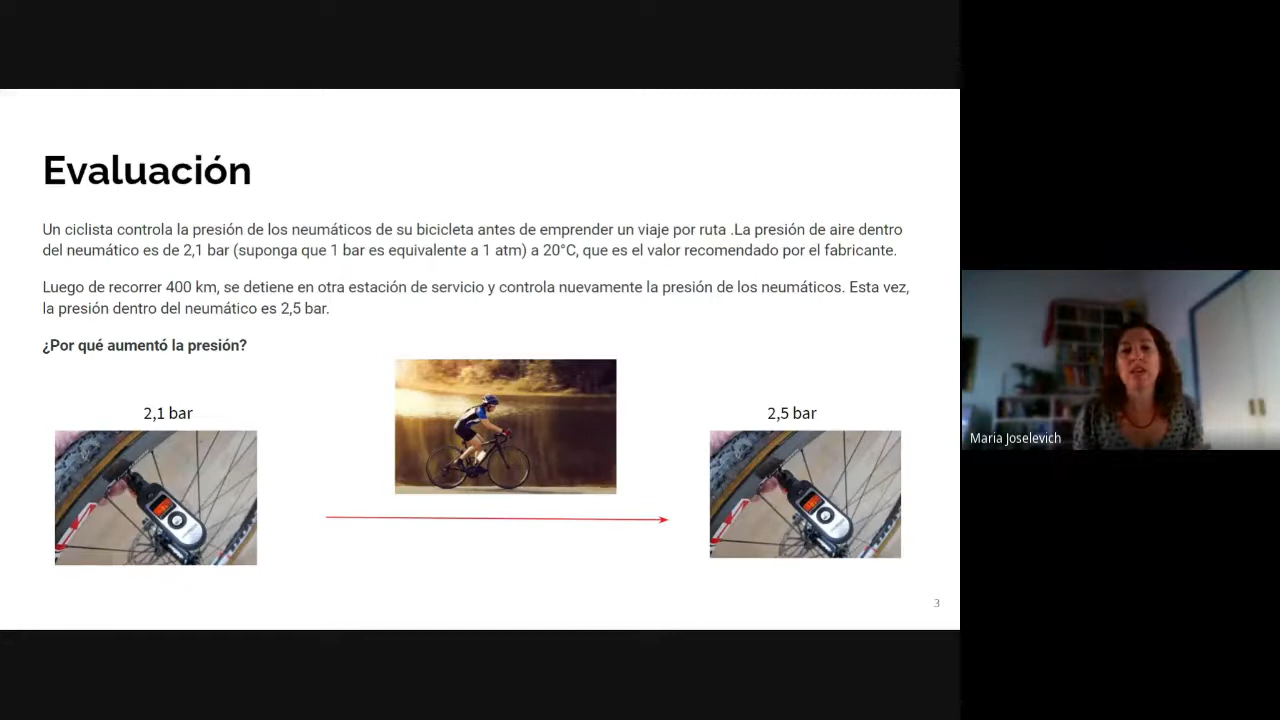 Evaluación
Un ciclista controla la presión de los neumáticos de su bicicleta antes de emprender un viaje por ruta .La presión de aire dentro
del neumático es de 2,1 bar (suponga que 1 bar es equivalente a 1 atm) a 20°C, que es el valor recomendado por el fabricante.
Luego de recorrer 400 km, se detiene en otra estación de servicio y controla nuevamente la presión de los neumáticos. Esta vez,
la presión dentro del neumático es 2,5 bar.
¿Por qué aumentó la presión?
2,1 bar
2,5 bar
3
Maria Joselevich